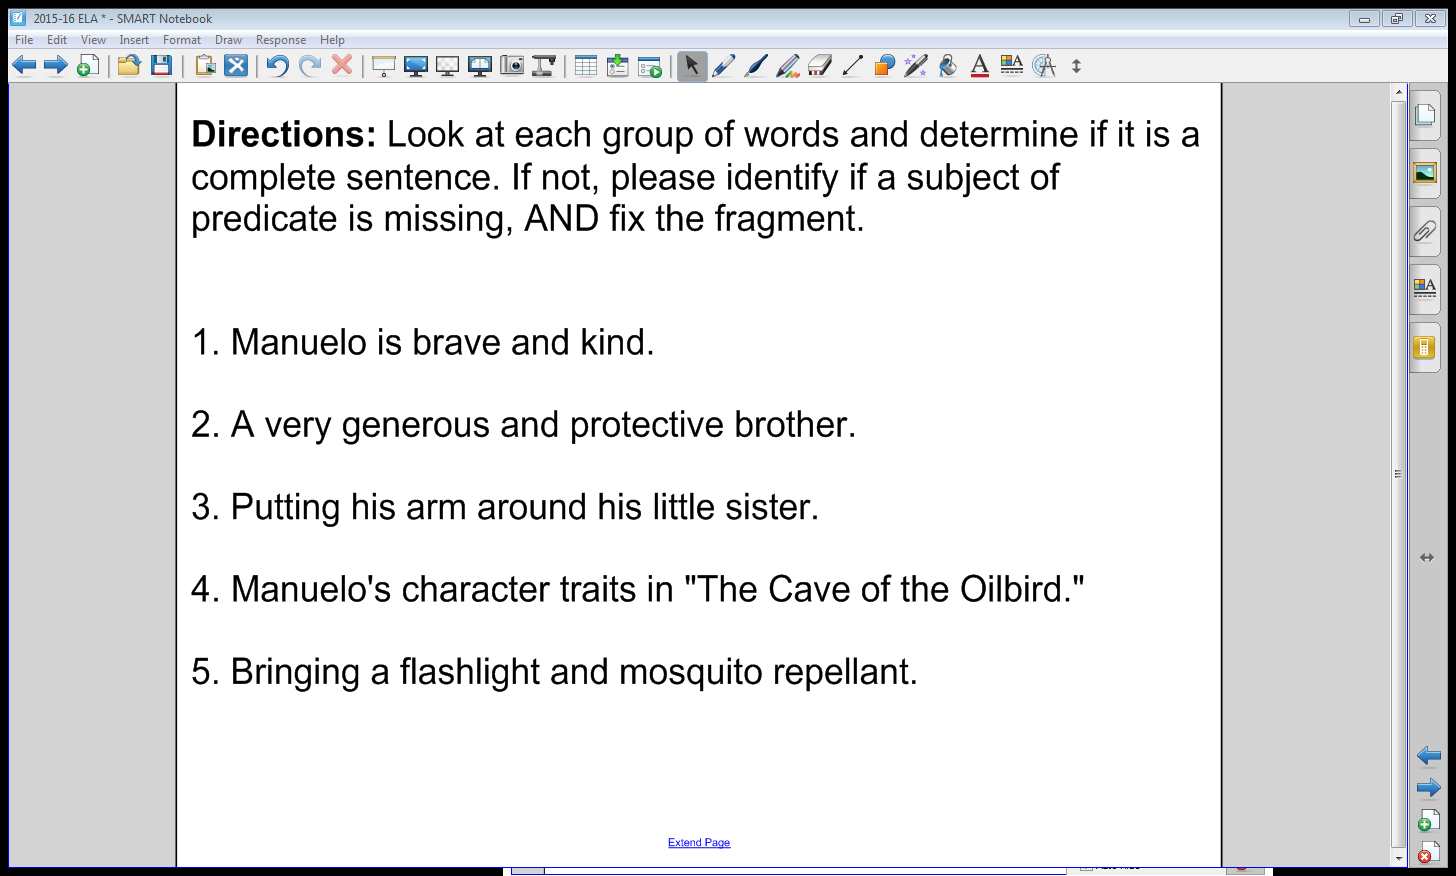 2015-16 ELA * - SMART Notebook
File Edit View Insert Format Draw Response Help
Directions: Look at each group of words and determine if it is a
complete sentence. If not, please identify if a subject of
predicate is missing, AND fix the fragment.
1. Manuelo is brave and kind.
2. A very generous and protective brother.
3. Putting his arm around his little sister.
4. Manuelo's character traits in "The Cave of the Oilbird."
5. Bringing a flashlight and mosquito repellant.
Extend Page